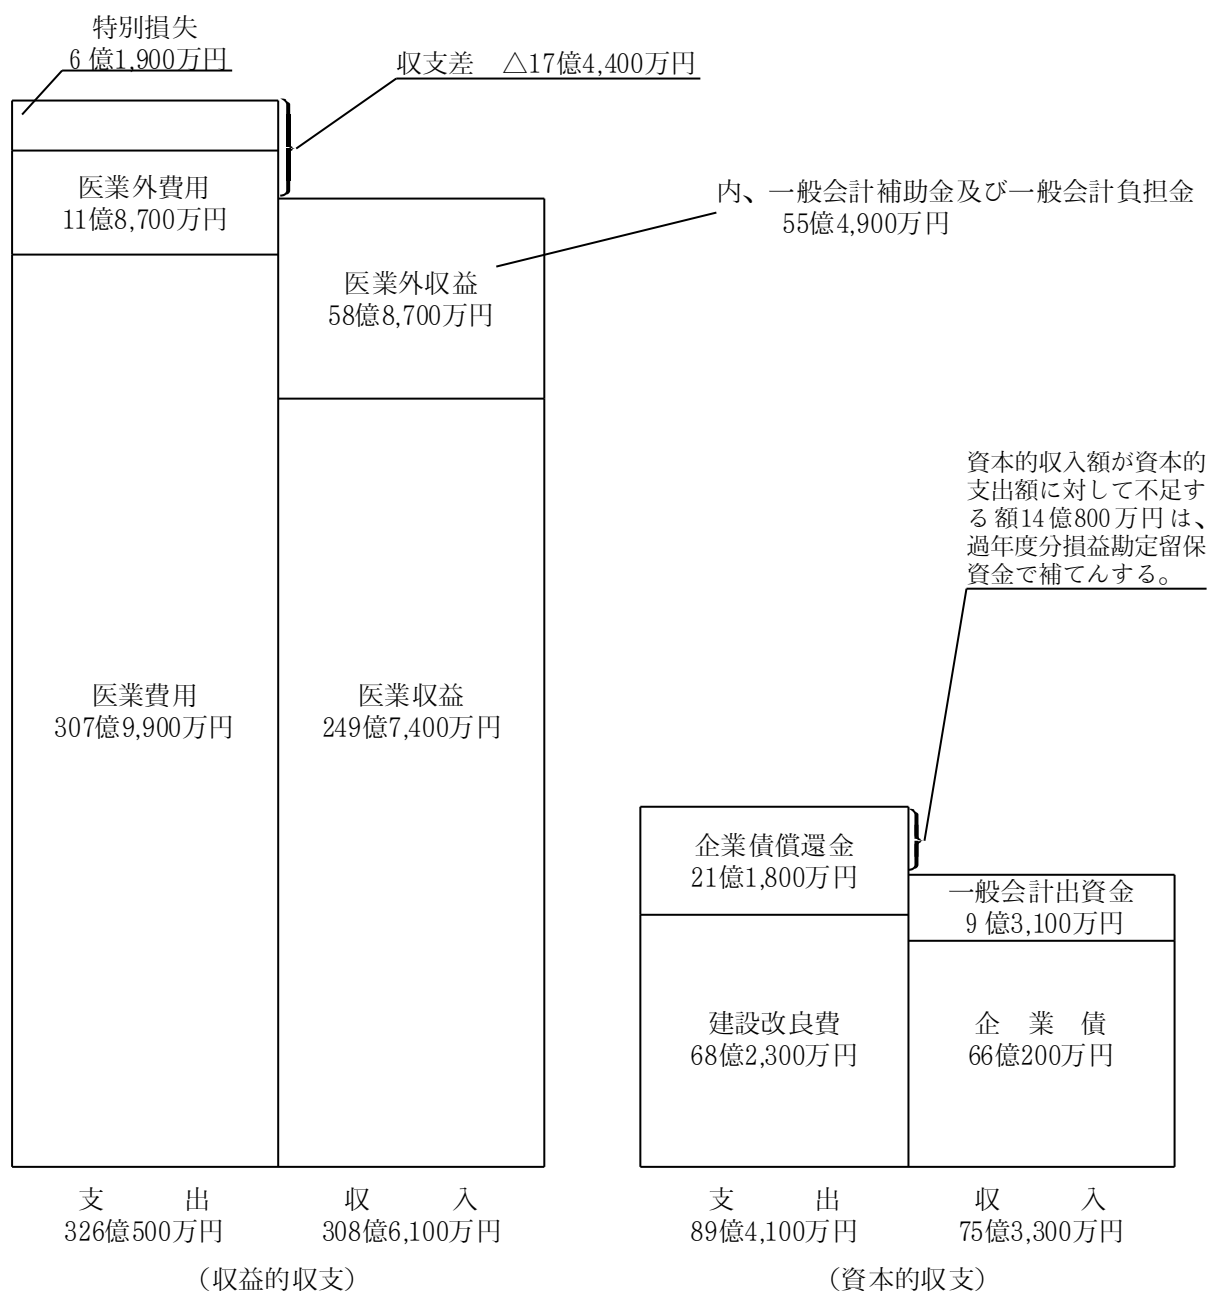 特別損失
6億1,900万円
収支差　△17億4,400万円
医業外費用
11億8,700万円
内、一般会計補助金及び一般会計負担金
55億4,900万円
医業外収益
58億8,700万円
資本的収入額が資本的
支出額に対して不足す
る額14億800万円は、
過年度分損益勘定留保
資金で補てんする。
医業費用
307億9,900万円
医業収益
249億7,400万円
企業債償還金
21億1,800万円
一般会計出資金
9億3,100万円
建設改良費
68億2,300万円
企　業　債
66億200万円
支　　　出
326億500万円
収　　　入
308億6,100万円
支　　　出
89億4,100万円
収　　　入
75億3,300万円
（収益的収支）
（資本的収支）